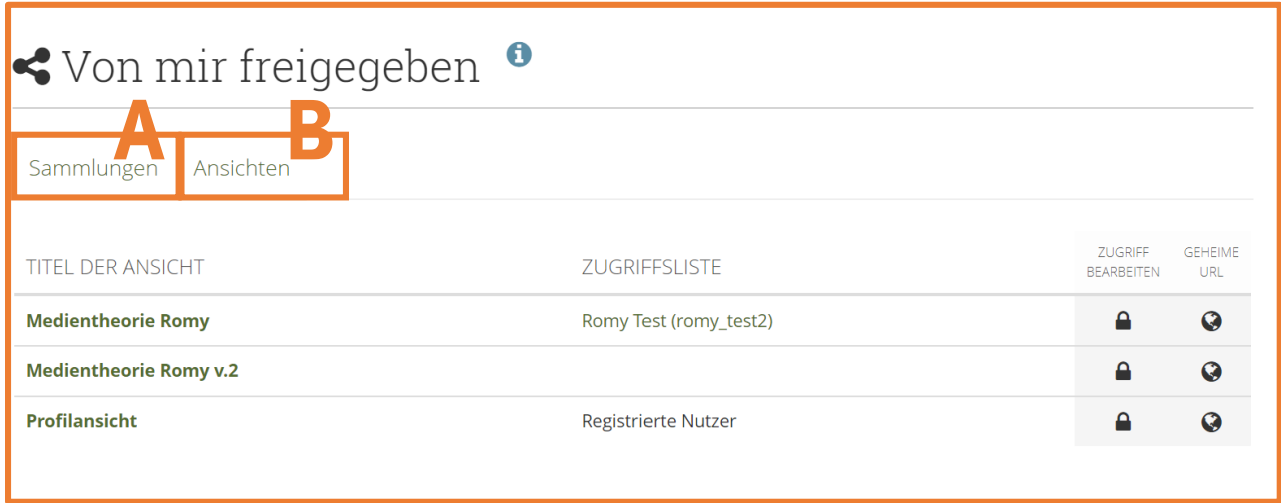 Von mir freigegeben
A B
Sammlungen Ansichten
TITEL DER ANSICHT ZUGRIFFSLISTE ZUGRIFF BEARBEITEN GEHEIME URL
Medientheorie Romy Romy Test (romy_test2)
Medientheorie Romy v.2
Profilansicht Registrierte Nutzer